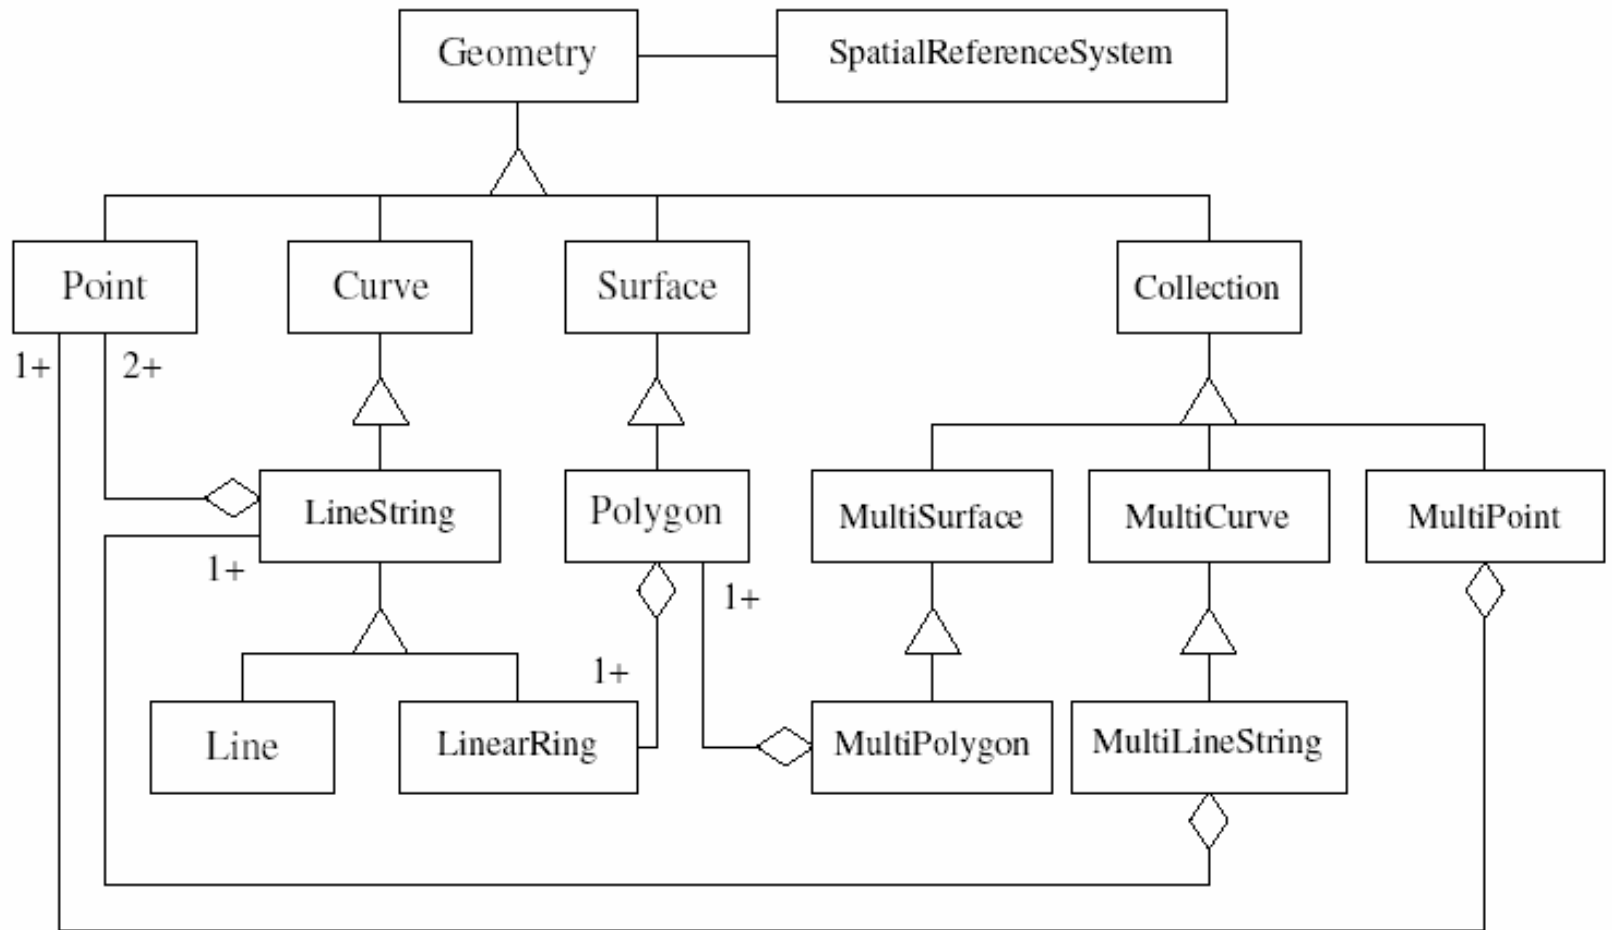 Geometry
SpatialReferenceSystem
Point
Curve
Surface
Collection
1+
2+
LineString
Polygon
MultiSurface
MultiCurve
MultiPoint
1+
1+
1+
Line
LinearRing
MultiPolygon
MultiLineString